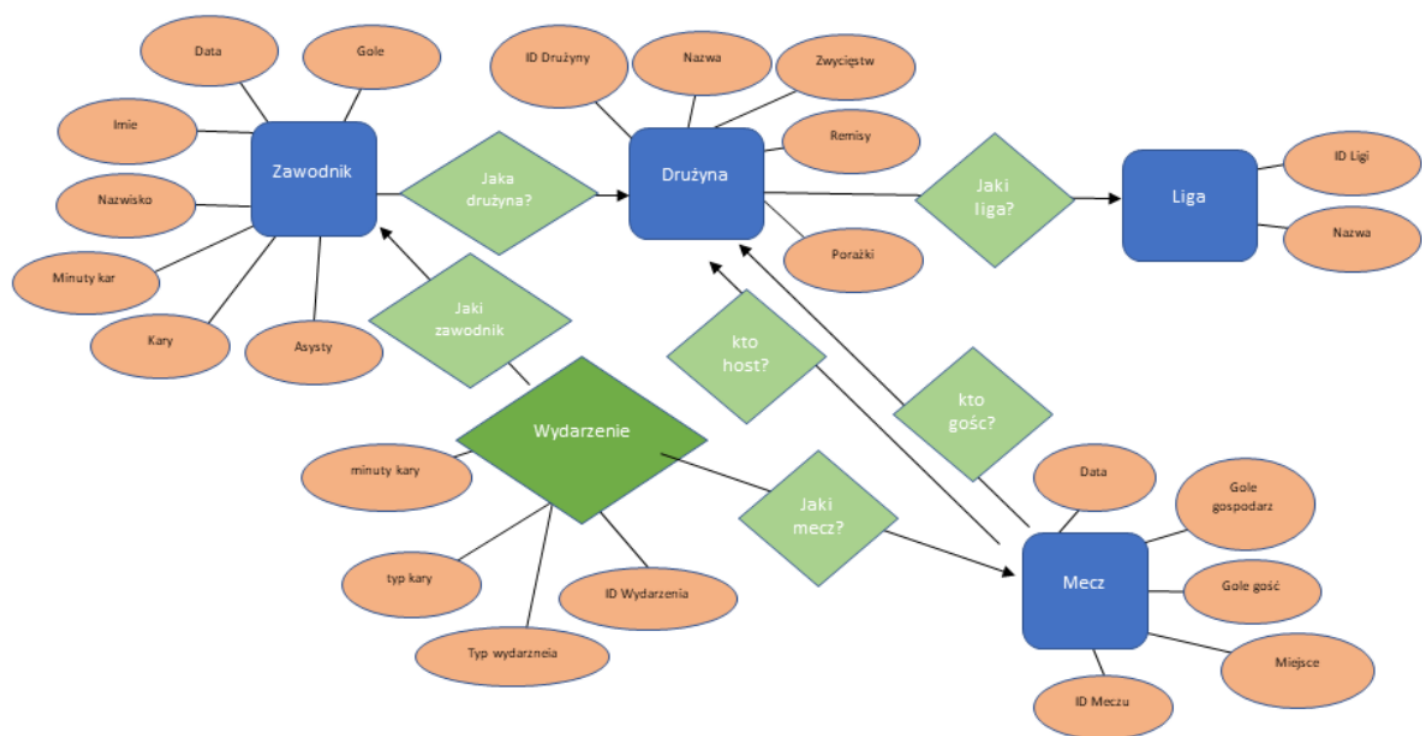 Data
Gole
Imie
Nazwisko
Minuty kar
Kary
Asysty
Zawodnik
Jaka
drużyna?
ID Drużyny
Nazwa
Zwycięstw
Remisy
Porażki
Drużyna
Jaki
liga?
Liga
ID Ligi
Nazwa
Jaki
zawodnik
kto
host?
kto
gośc?
Wydarzenie
minuty kary
typ kary
Typ wydarzneia
ID Wydarzenia
Jaki
mecz?
Data
Gole
gospodarz
Mecz
Gole gość
Miejsce
ID Meczu